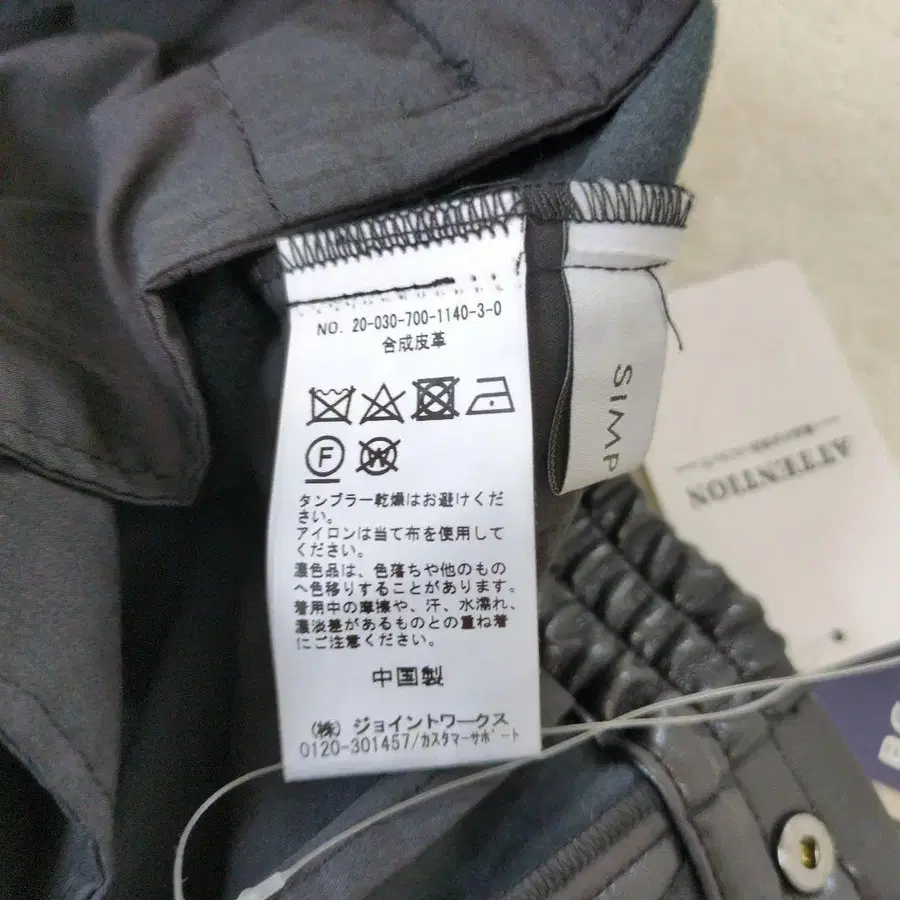 NO. 20-030-700-1140-3-0
合成皮革
F
W
タンブラー乾燥はお避けくだ
さい。
アイロンは当て布を使用して
ください。
濃色品は、色落ちや他のもの
へ色移りすることがあります。
着用中の摩擦や、汗、水濡れ、
濃淡差があるものとの重ね着
にご注意ください。
中国製
(株) ジョイントワークス
0120-301457/カスタマーサポート
SIMP
ATTENTION